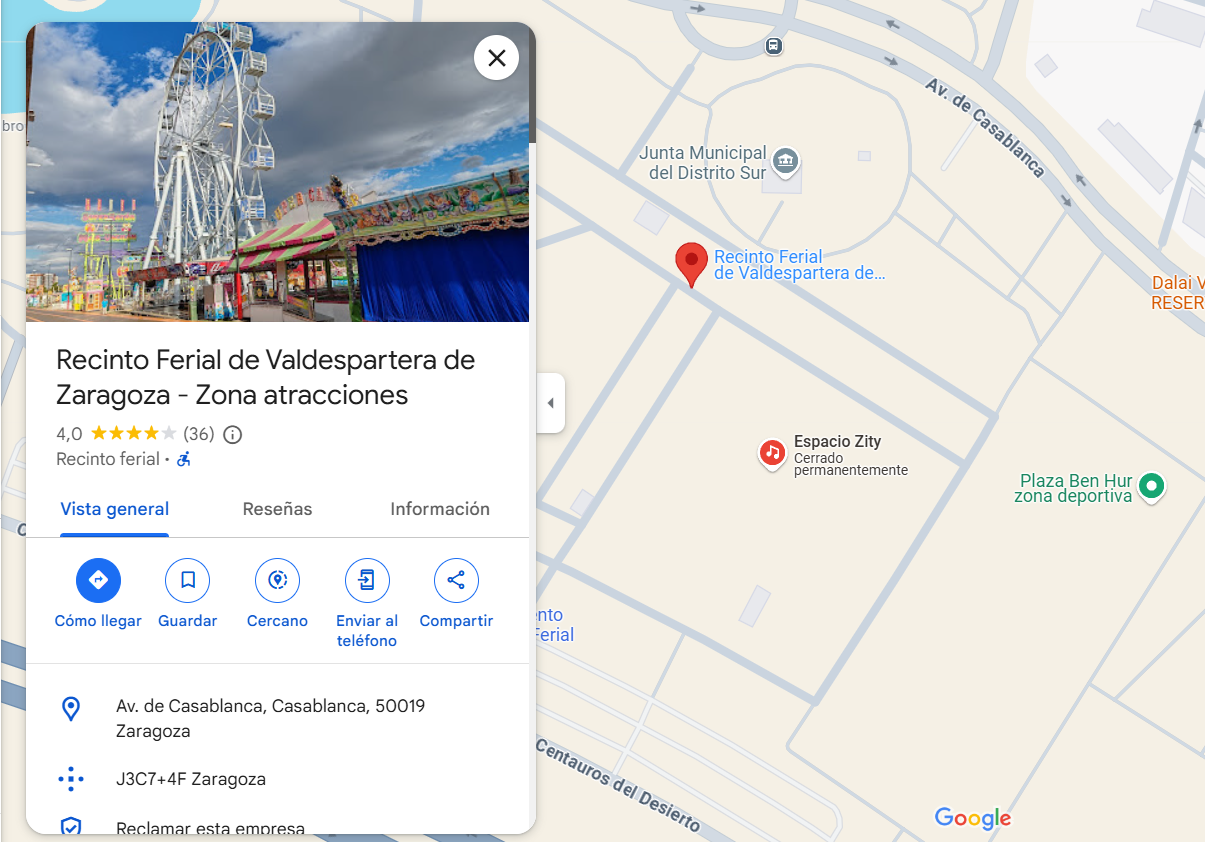 Recinto Ferial de Valdespartera de
Zaragoza - Zona atracciones
4,0 (36)
Recinto ferial ·
Vista general
Reseñas
Información
Cómo llegar
Guardar
Cercano
Enviar al
teléfono
Compartir
Av. de Casablanca, Casablanca, 50019
Zaragoza
J3C7+4F Zaragoza
Reclamar esta empresa
bro
Av. de Casablanca
Junta Municipal
del Distrito Sur
Recinto Ferial
de Valdespartera de...
Dalai V
RESER
Espacio Zity
Cerrado
permanentemente
Plaza Ben Hur
zona deportiva
ento
Ferial
Centauros del Desierto
Google